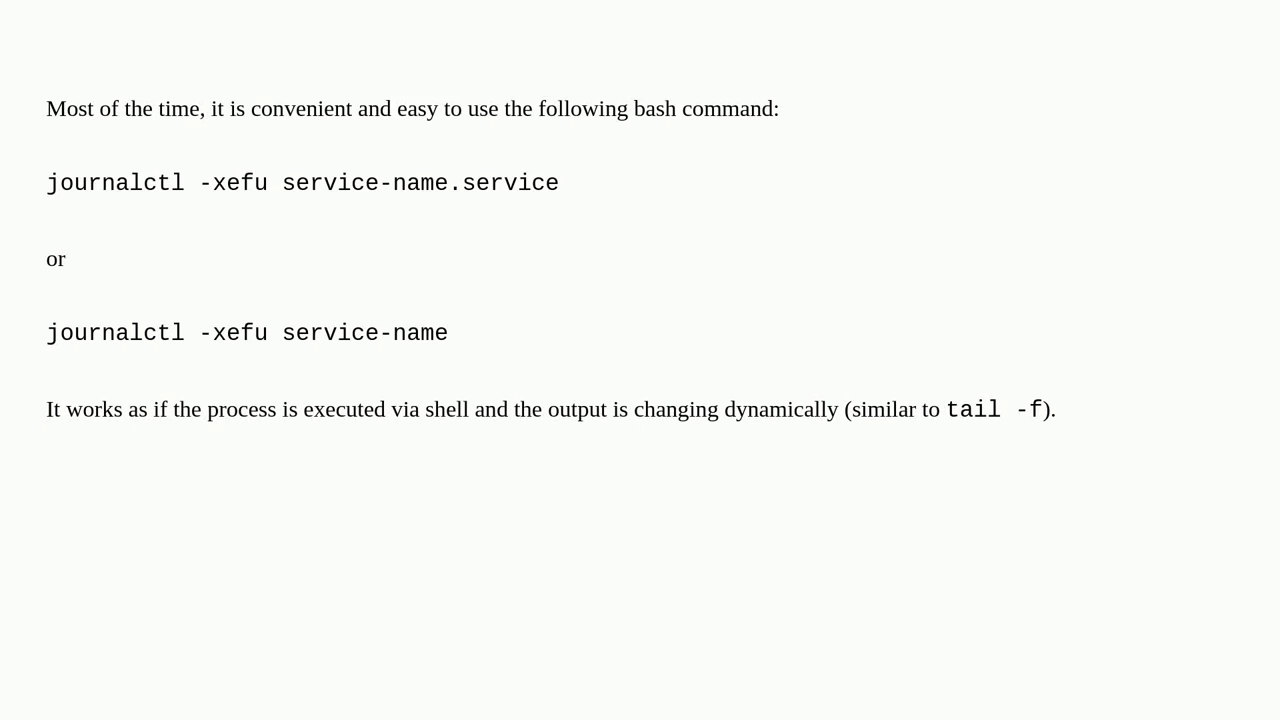 Most of the time, it is convenient and easy to use the following bash command:
journalctl -xefu service-name.service
or
journalctl -xefu service-name
It works as if the process is executed via shell and the output is changing dynamically (similar to tail -f).